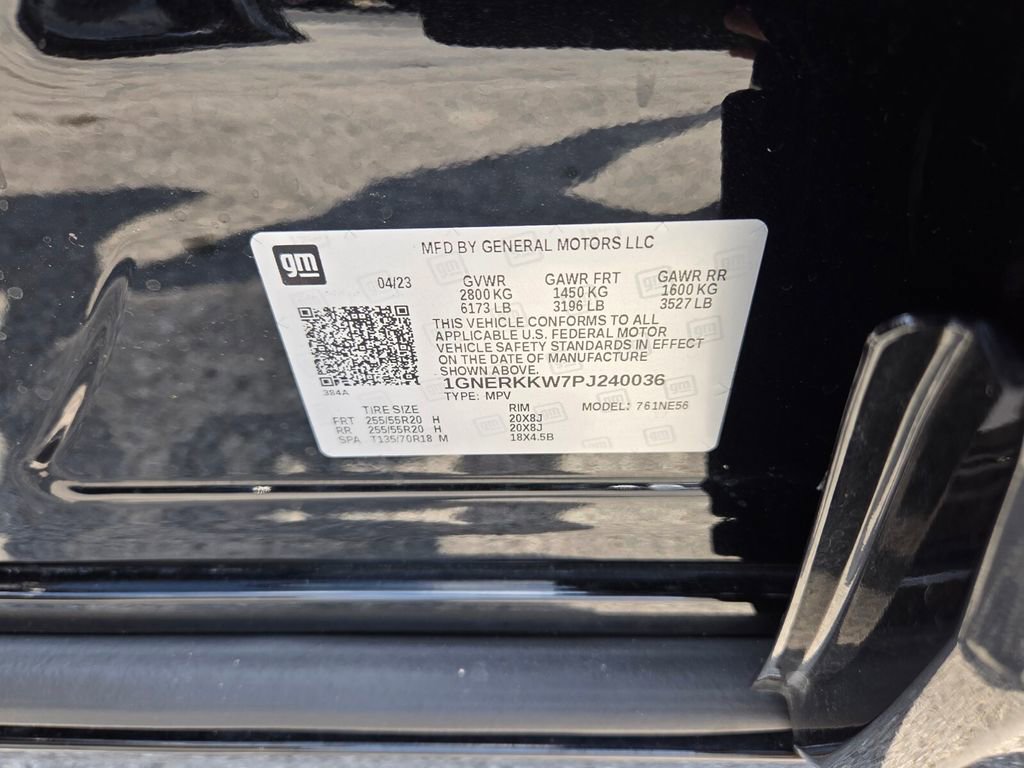 gm
MFD BY GENERAL MOTORS LLC
04/23 GVWR GAWR FRT GAWR RR
2800 KG 1450 KG 1600 KG
6173 LB 3196 LB 3527 LB
THIS VEHICLE CONFORMS TO ALL
APPLICABLE U.S. FEDERAL MOTOR
VEHICLE SAFETY STANDARDS IN EFFECT
ON THE DATE OF MANUFACTURE
SHOWN ABOVE.
384A
1GNERKKW7PJ240036
TYPE: MPV MODEL: 761NE56
TIRE SIZE RIM
FRT 255/55R20 H 20X8J
RR 255/55R20 H 20X8J
SPA T135/70R18 M 18X4.5B